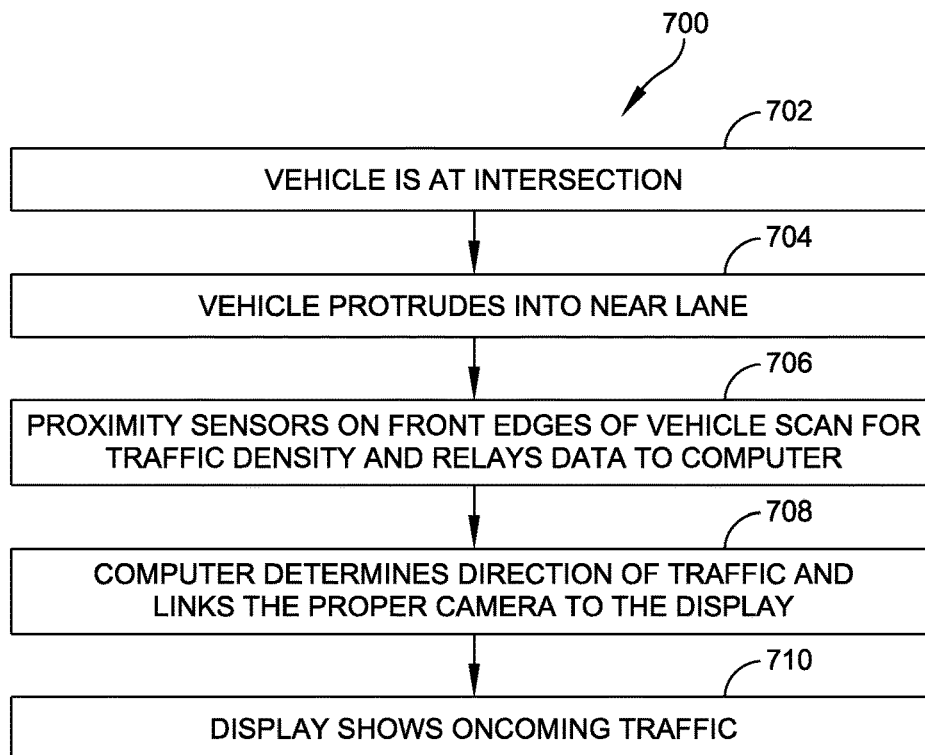 700
702
VEHICLE IS AT INTERSECTION
704
VEHICLE PROTRUDES INTO NEAR LANE
706
PROXIMITY SENSORS ON FRONT EDGES OF VEHICLE SCAN FOR
TRAFFIC DENSITY AND RELAYS DATA TO COMPUTER
708
COMPUTER DETERMINES DIRECTION OF TRAFFIC AND
LINKS THE PROPER CAMERA TO THE DISPLAY
710
DISPLAY SHOWS ONCOMING TRAFFIC